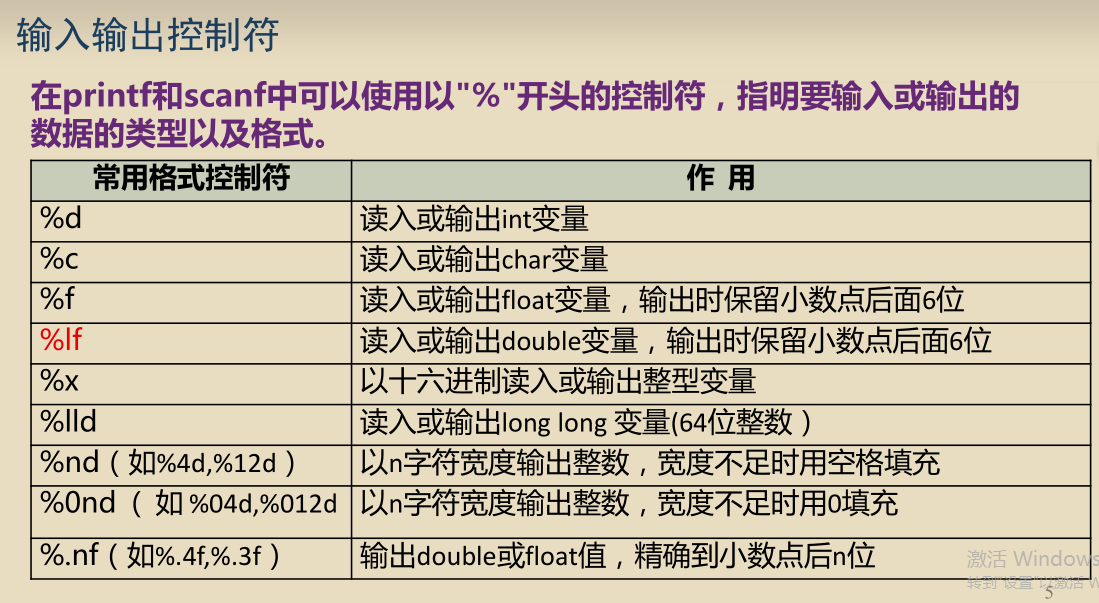 输入输出控制符
在printf和scanf中可以使用以"%"开头的控制符，指明要输入或输出的
数据的类型以及格式。
常用格式控制符 作 用
%d 读入或输出int变量
%c 读入或输出char变量
%f 读入或输出float变量，输出时保留小数点后面6位
%lf 读入或输出double变量，输出时保留小数点后面6位
%x 以十六进制读入或输出整型变量
%lld 读入或输出long long 变量(64位整数）
%nd（如%4d,%12d） 以n字符宽度输出整数，宽度不足时用空格填充
%0nd （ 如 %04d,%012d 以n字符宽度输出整数，宽度不足时用0填充
%.nf（如%.4f,%.3f） 输出double或float值，精确到小数点后n位
激活 Windows
转到"设置"以激活 W
5